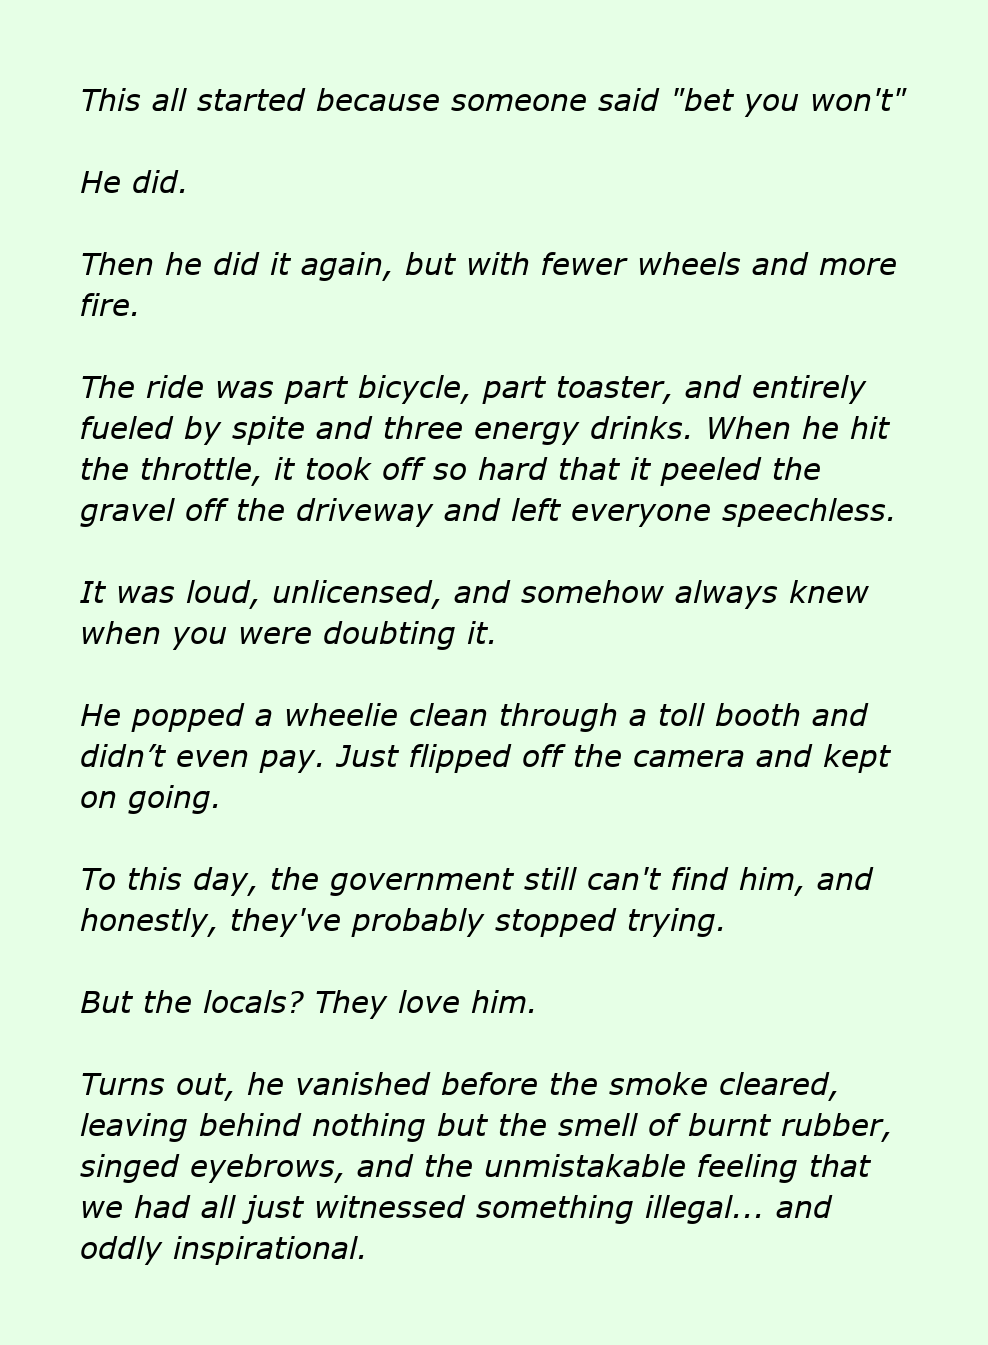 This all started because someone said "bet you won't"
He did.
Then he did it again, but with fewer wheels and more
fire.
The ride was part bicycle, part toaster, and entirely
fueled by spite and three energy drinks. When he hit
the throttle, it took off so hard that it peeled the
gravel off the driveway and left everyone speechless.
It was loud, unlicensed, and somehow always knew
when you were doubting it.
He popped a wheelie clean through a toll booth and
didn’t even pay. Just flipped off the camera and kept
on going.
To this day, the government still can't find him, and
honestly, they've probably stopped trying.
But the locals? They love him.
Turns out, he vanished before the smoke cleared,
leaving behind nothing but the smell of burnt rubber,
singed eyebrows, and the unmistakable feeling that
we had all just witnessed something illegal... and
oddly inspirational.